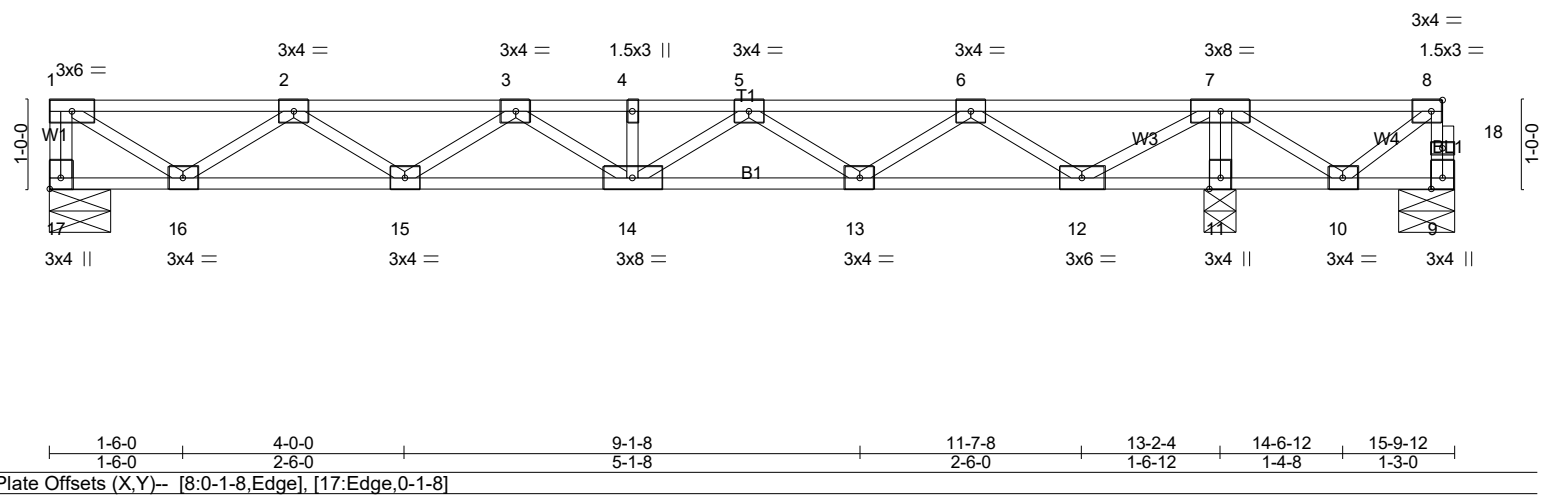 3x4 =
3x4 = 3x4 = 1.5x3 || 3x4 = 3x4 = 3x8 = 1.5x3 =
3x6 =
1 2 3 4 5 6 7 8
T1
1-0-0 W1 W3 W4 BL1 18 1-0-0
B1
17 16 15 14 13 12 11 10 9
3x4 || 3x4 = 3x4 = 3x8 = 3x4 = 3x6 = 3x4 || 3x4 = 3x4 ||
1-6-0 4-0-0 9-1-8 11-7-8 13-2-4 14-6-12 15-9-12
1-6-0 2-6-0 5-1-8 2-6-0 1-6-12 1-4-8 1-3-0
Plate Offsets (X,Y)-- [8:0-1-8,Edge], [17:Edge,0-1-8]